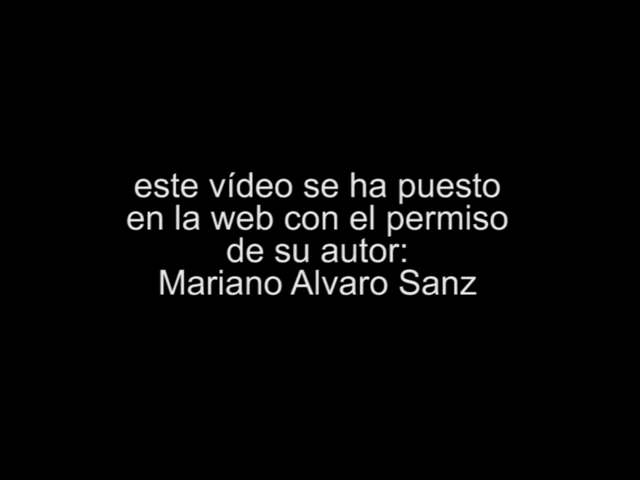 este vídeo se ha puesto
en la web con el permiso
de su autor:
Mariano Alvaro Sanz